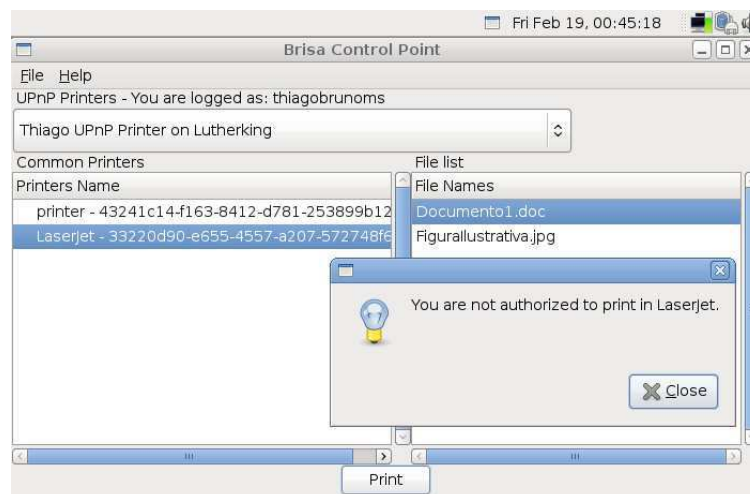 Fri Feb 19, 00:45:18
Brisa Control Point
File Help
UPnP Printers - You are logged as: thiagobrunoms
Thiago UPnP Printer on Lutherking
Common Printers
File list
Printers Name
File Names
printer - 43241c14-f163-8412-d781-253899b12
Documento1.doc
Laserjet - 33220d90-e655-4557-a207-572748f6
FiguraIlustrativa.jpg
You are not authorized to print in Laserjet.
Close
Print